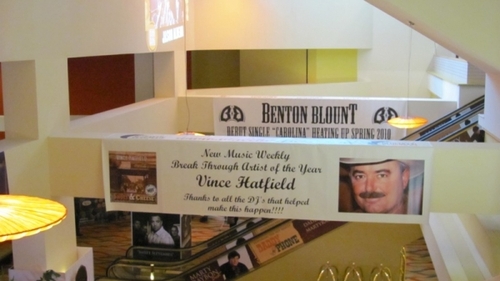 BENTON BLOUNT
DEBUT SINGLE "CAROLINA" HEATING UP SPRING 2010
New Music Weekly
Break Through Artist of the Year
Vince Hatfield
Thanks to all the DJ's that helped
make this happen!!!!